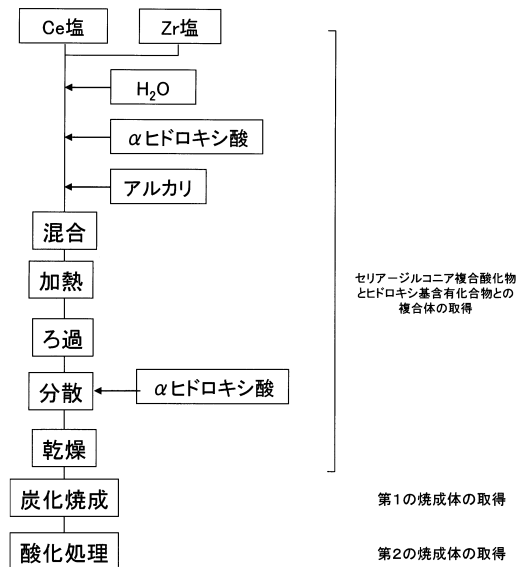 Ce塩
Zr塩
H₂O
αヒドロキシ酸
アルカリ
混合
加熱
ろ過
分散
αヒドロキシ酸
乾燥
セリアージルコニア複合酸化物
とヒドロキシ基含有化合物との
複合体の取得
炭化焼成
第1の焼成体の取得
酸化処理
第2の焼成体の取得